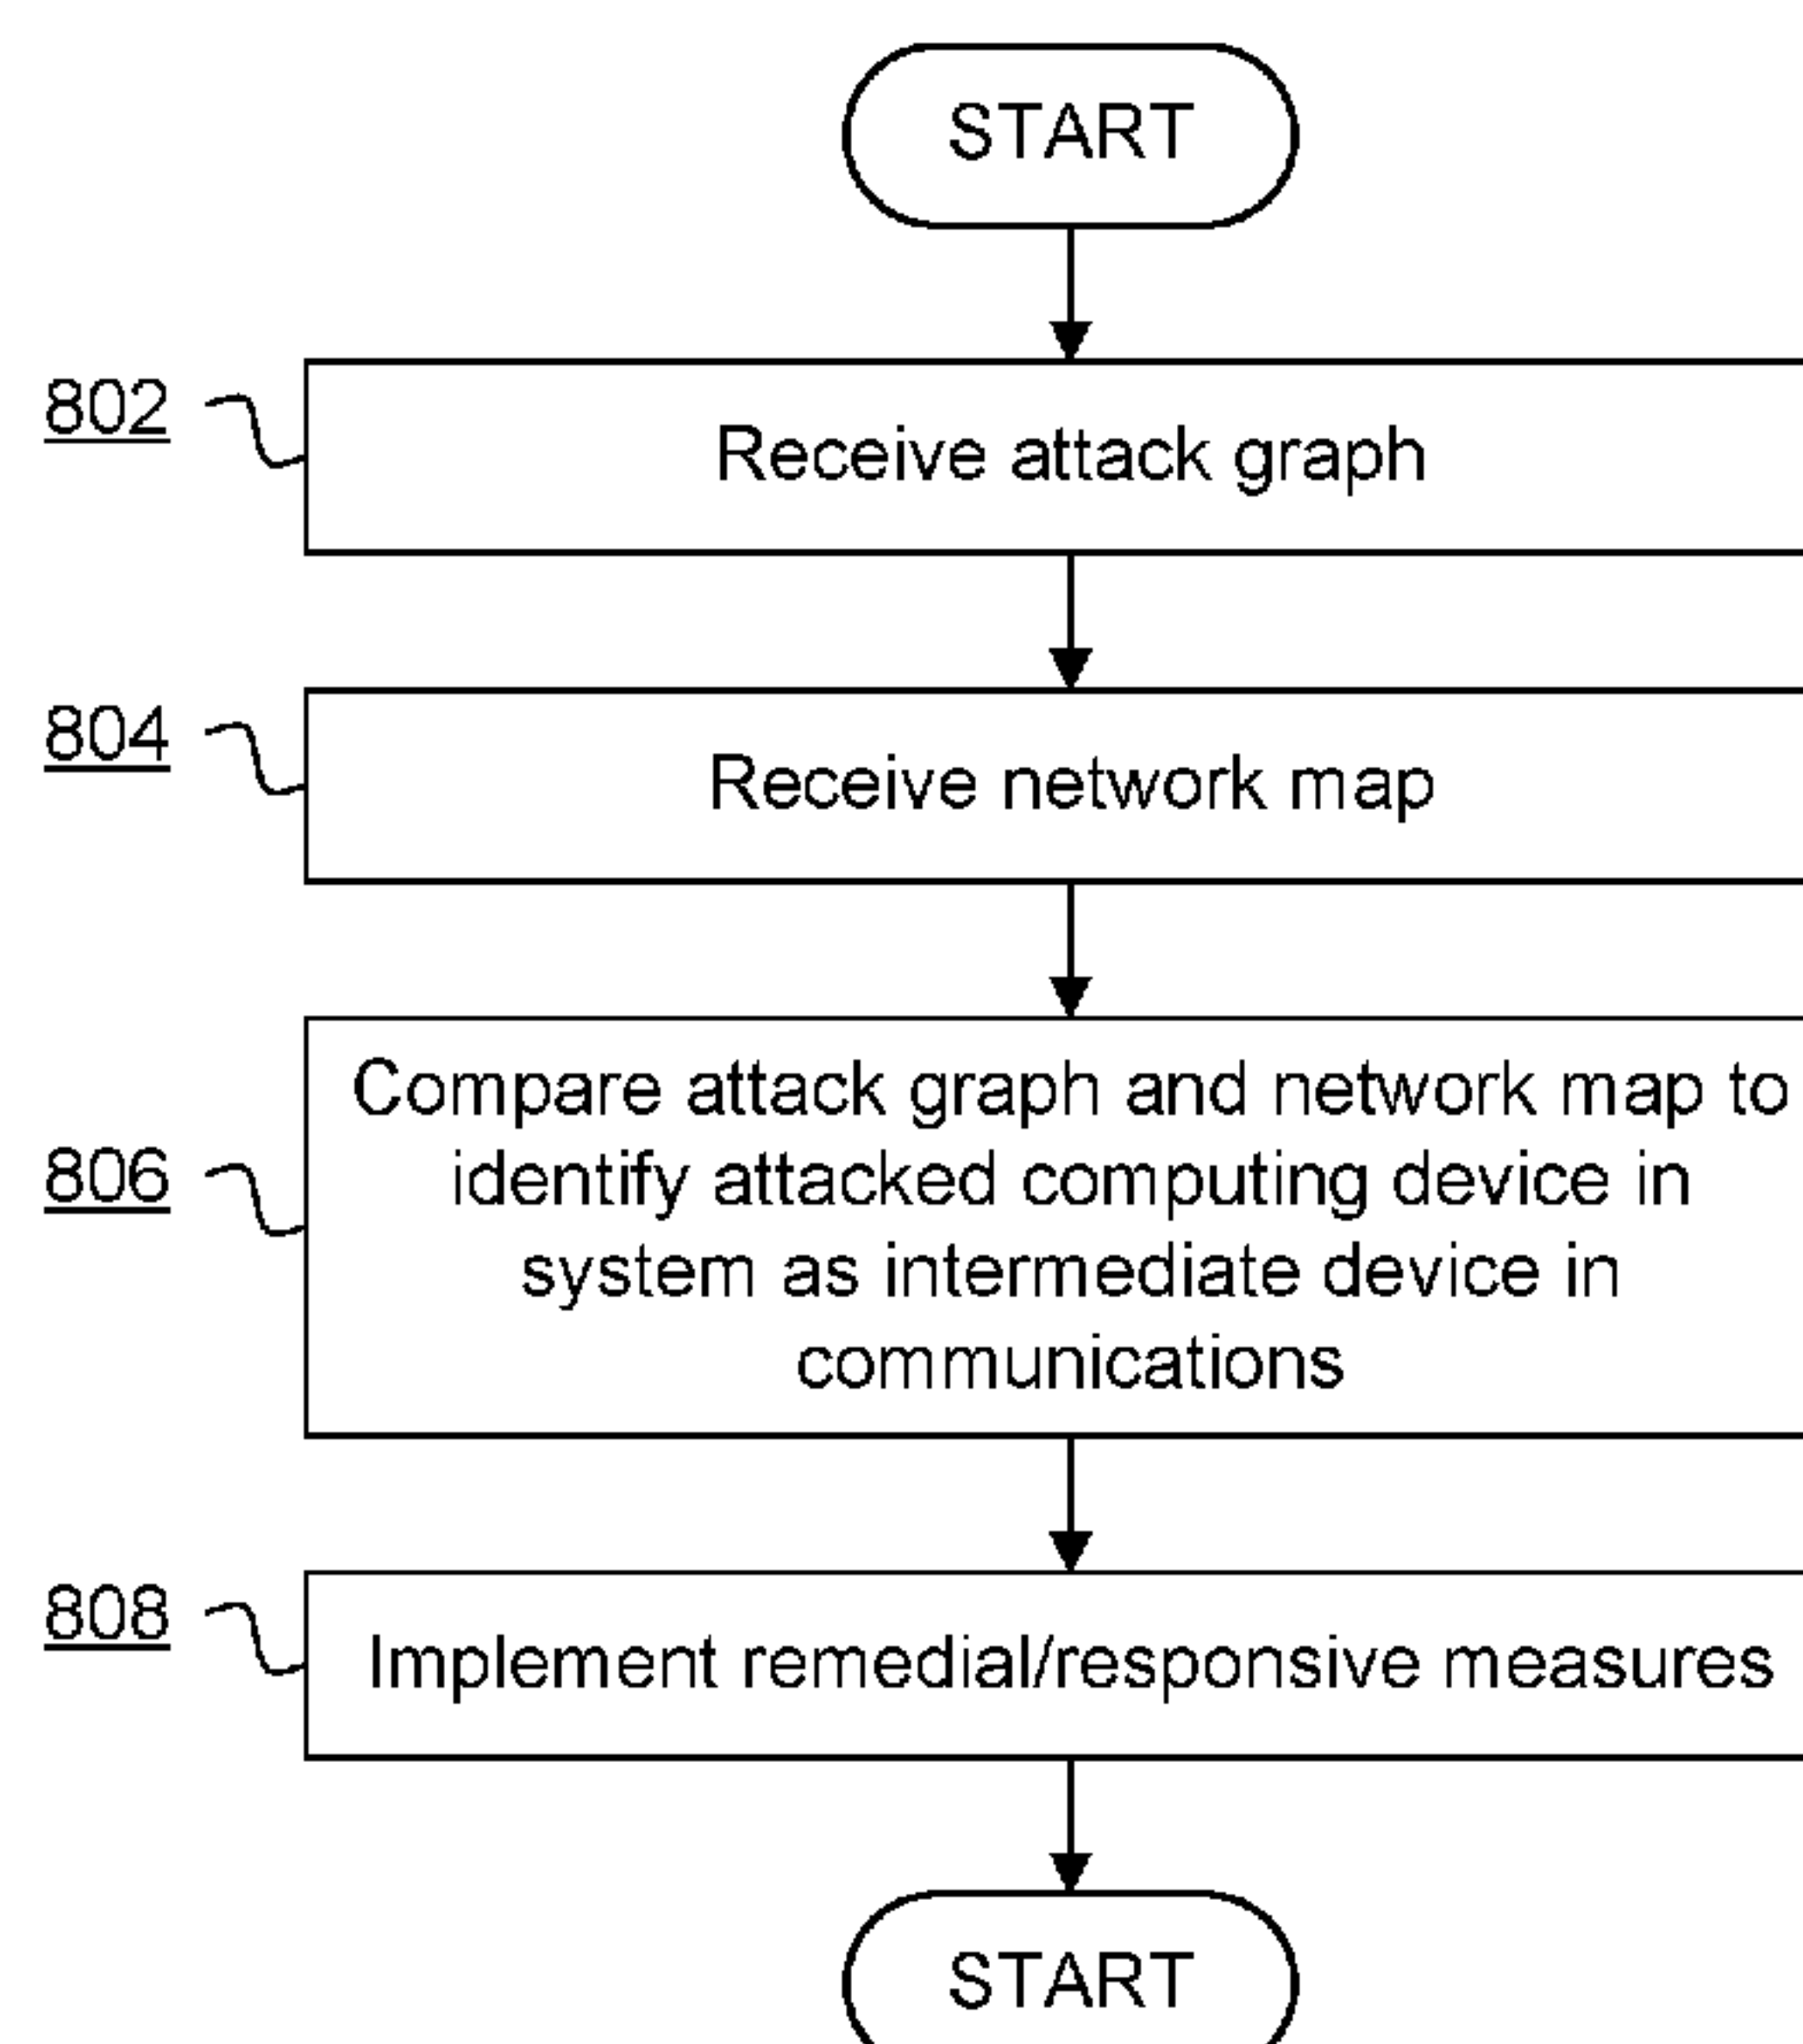 START
802
Receive attack graph
804
Receive network map
806
Compare attack graph and network map to
identify attacked computing device in
system as intermediate device in
communications
808
Implement remedial/responsive measures
START